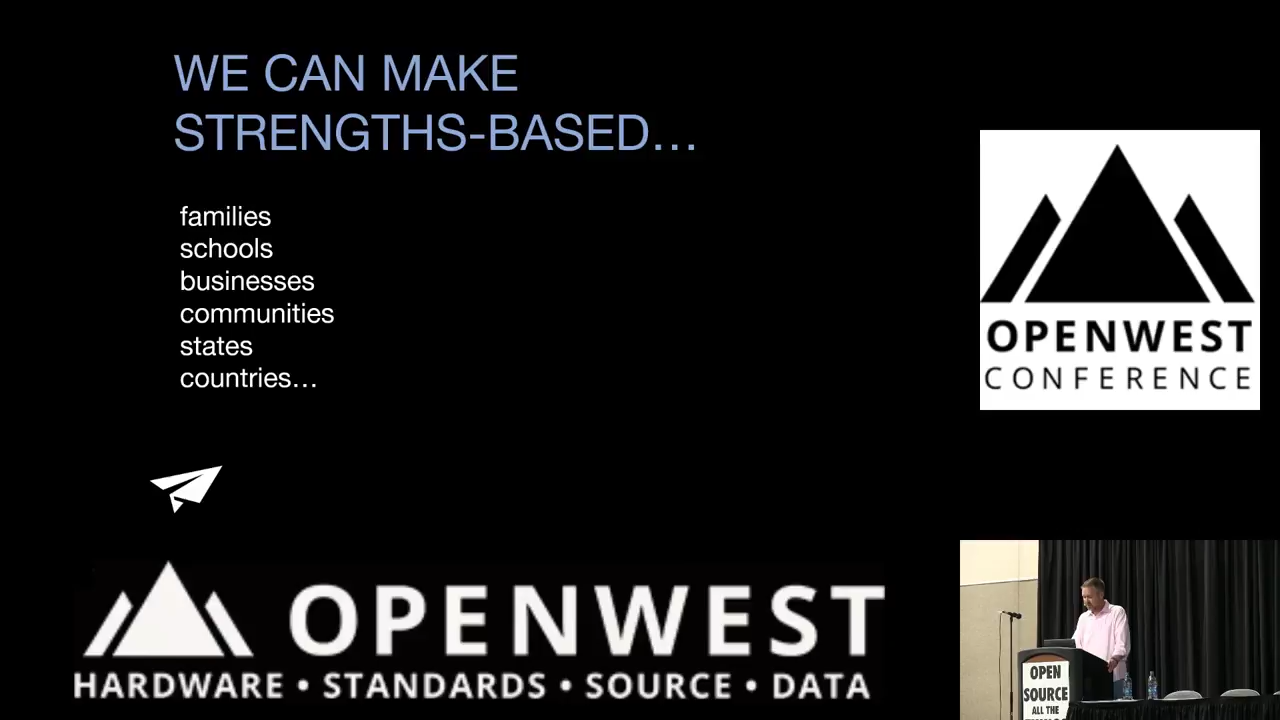 WE CAN MAKE
STRENGTHS-BASED…
families
schools
businesses
communities
states
countries…
OPENWEST
CONFERENCE
OPENWEST
HARDWARE • STANDARDS • SOURCE • DATA
OPEN
SOURCE
ALL THE